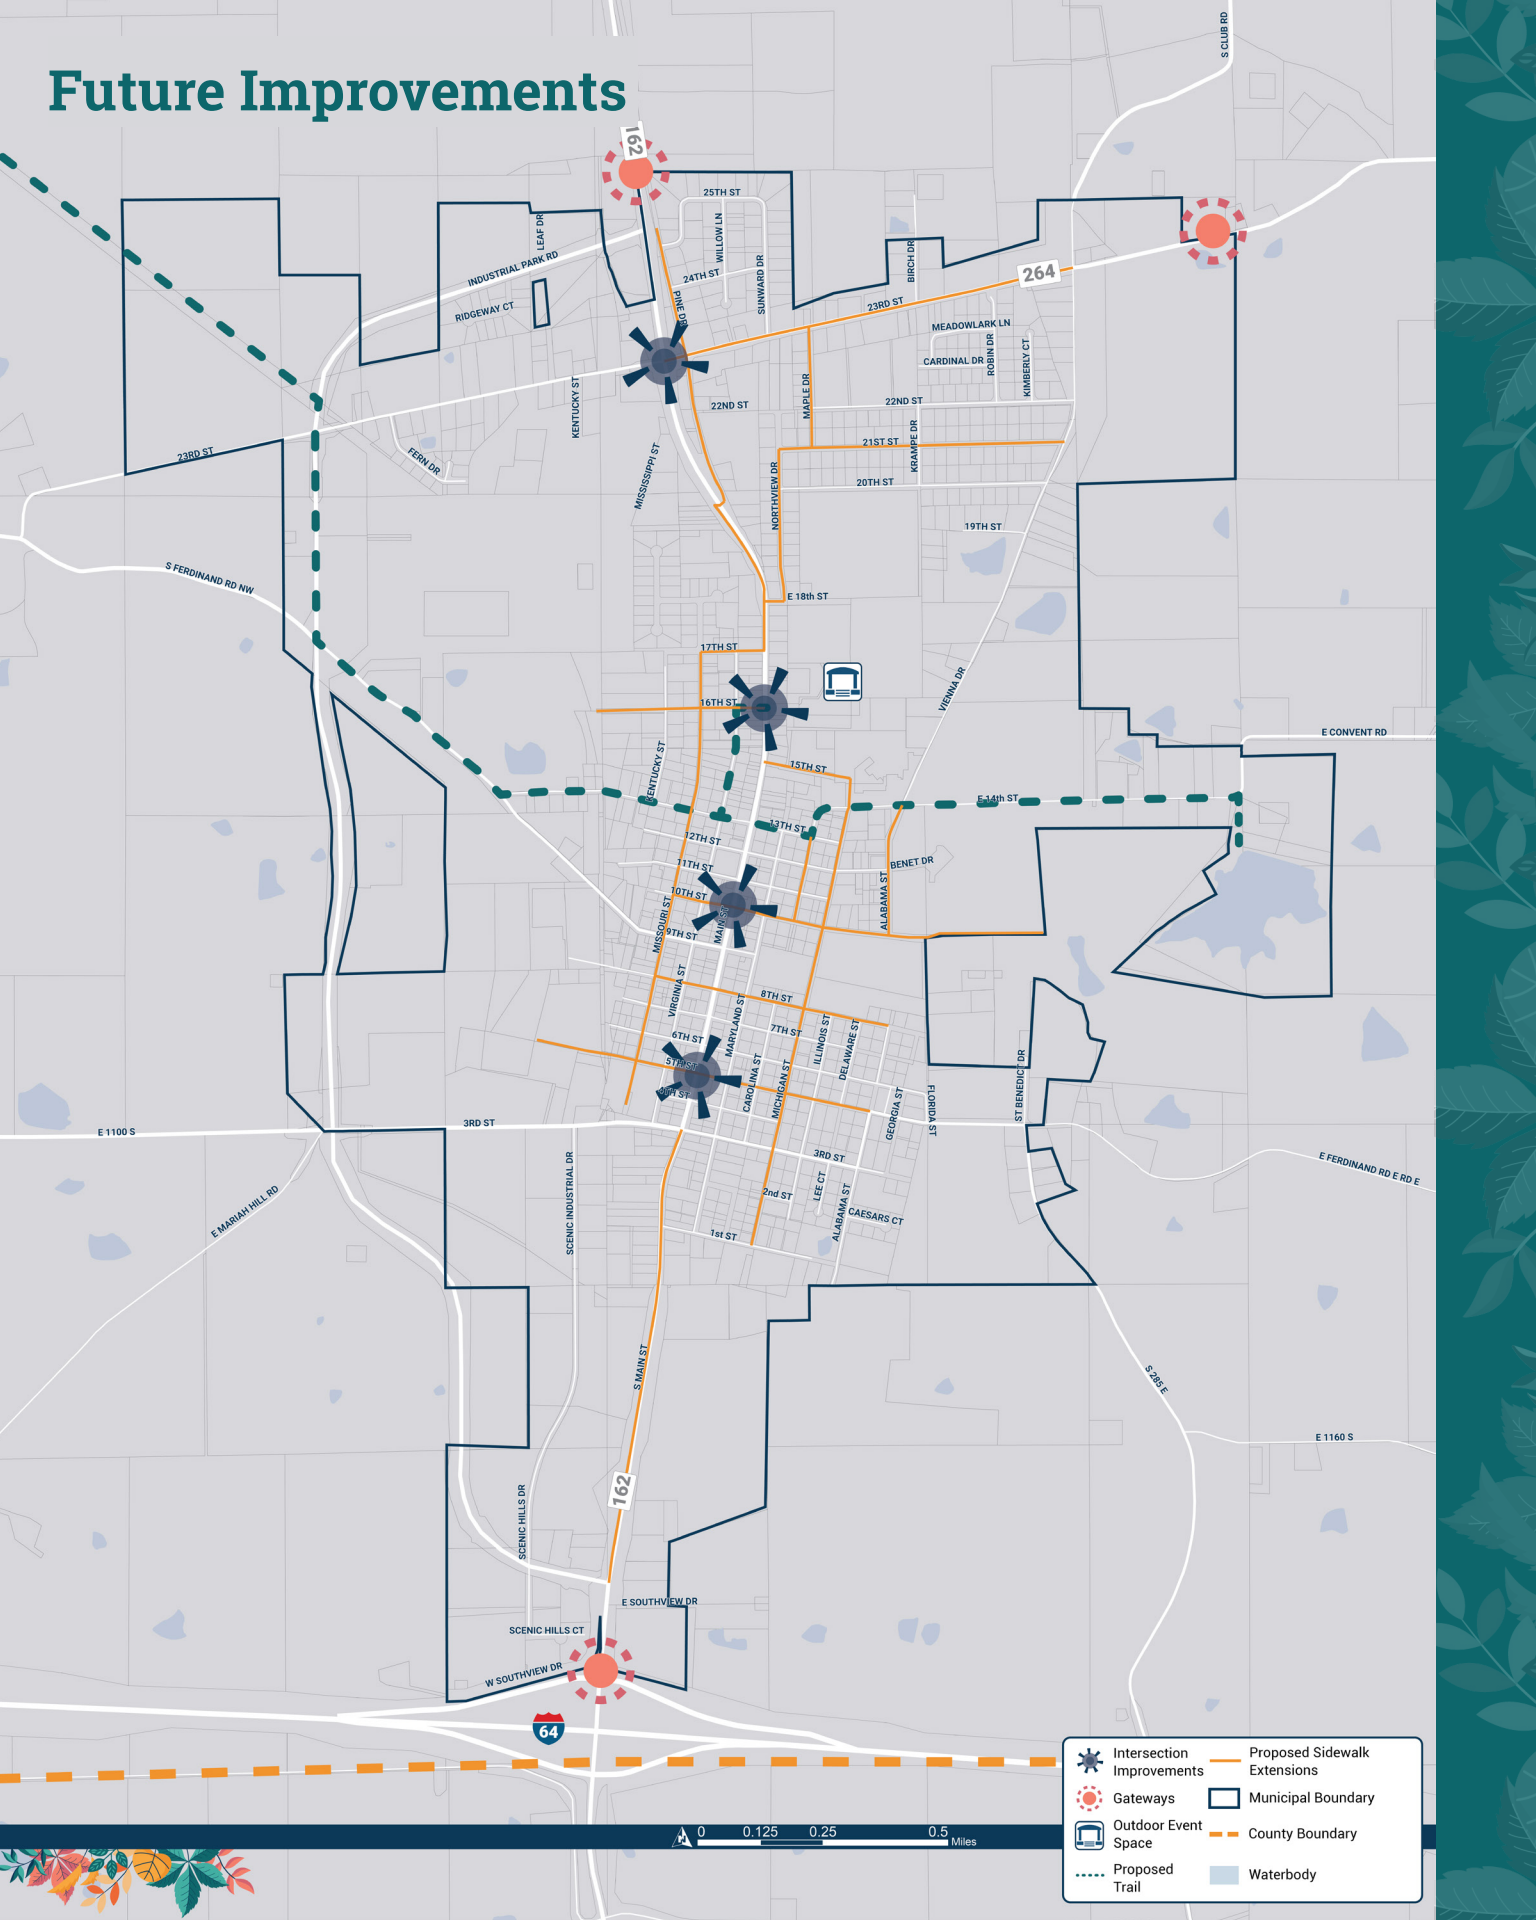 S CLUB RD
Future Improvements
162
25TH ST
WILLOW LN
LEAF DR
INDUSTRIAL PARK RD
24TH ST
SUNWARD DR
BIRCH DR
264
RIDGEWAY CT
PINE DR
23RD ST
MEADOWLARK LN
CARDINAL DR
ROBIN DR
KIMBERLY CT
KENTUCKY ST
MAPLE DR
22ND ST
22ND ST
21ST ST
KRAMPE DR
23RD ST
FERN DR
MISSISSIPPI ST
NORTHVIEW DR
20TH ST
19TH ST
S FERDINAND RD NW
E 18th ST
17TH ST
16TH ST
VIENNA DR
E CONVENT RD
KENTUCKY ST
15TH ST
E 14th ST
13TH ST
12TH ST
11TH ST
BENET DR
10TH ST
ALABAMA ST
MISSOURI ST
MAIN ST
9TH ST
VIRGINIA ST
8TH ST
MARYLAND ST
7TH ST
6TH ST
ILLINOIS ST
DELAWARE ST
5TH ST
4TH ST
CAROLINA ST
MICHIGAN ST
GEORGIA ST
FLORIDA ST
ST BENEDICT DR
E 1100 S
3RD ST
3RD ST
E FERDINAND RD E RD E
SCENIC INDUSTRIAL DR
E MARIAH HILL RD
2nd ST
LEE CT
ALABAMA ST
CAESARS CT
1st ST
S MAIN ST
S 285 E
E 1160 S
162
SCENIC HILLS DR
E SOUTHVIEW DR
SCENIC HILLS CT
W SOUTHVIEW DR
64
Intersection
Improvements
Proposed Sidewalk
Extensions
Gateways
Municipal Boundary
Outdoor Event
Space
County Boundary
Proposed
Trail
Waterbody
0 0.125 0.25 0.5
Miles